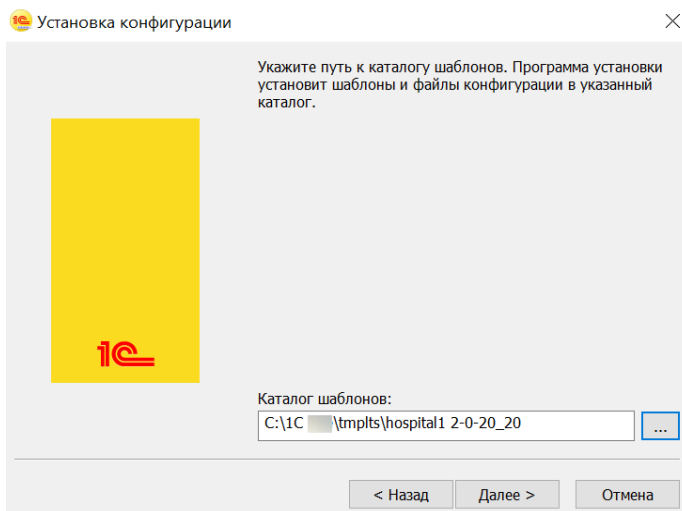 Установка конфигурации
Укажите путь к каталогу шаблонов. Программа установки
установит шаблоны и файлы конфигурации в указанный
каталог.
1С
Каталог шаблонов:
C:\1C \tmplts\hospital1 2-0-20_20
...
< Назад
Далее >
Отмена